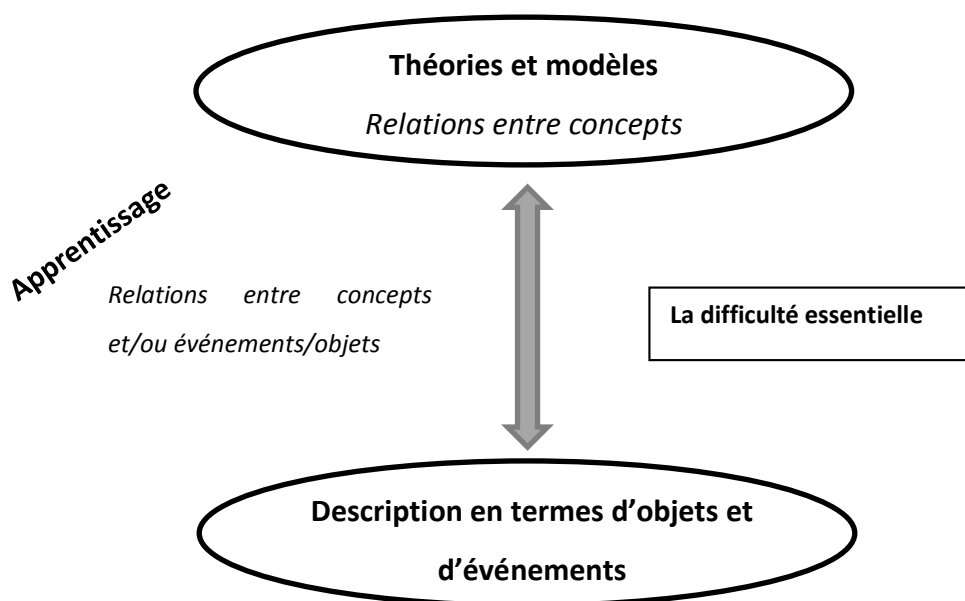 Théories et modèles
Relations entre concepts
Apprentissage
Relations entre concepts
et/ou événements/objets
La difficulté essentielle
Description en termes d’objets et
d’événements